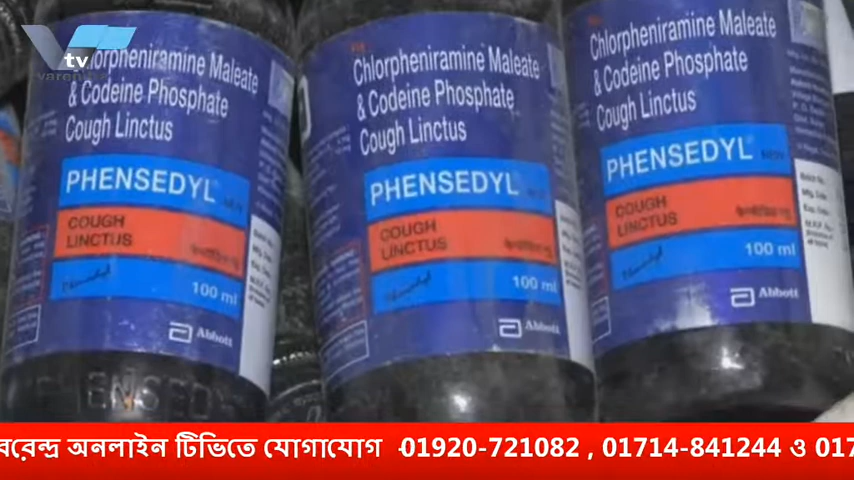 tv
Chlorpheniramine Maleate
& Codeine Phosphate
Cough Linctus
PHENSEDYL
COUGH
LINCTUS
100 ml
Abbott
Chlorpheniramine Maleate
& Codeine Phosphate
Cough Linctus
PHENSEDYL
COUGH
LINCTUS
100 ml
Abbott
Chlorpheniramine Maleate
& Codeine Phosphate
Cough Linctus
PHENSEDYL
COUGH
LINCTUS
100 ml
Abbott
বরেন্দ্র অনলাইন টিভিতে যোগাযোগ -01920-721082 , 01714-841244 ও 017